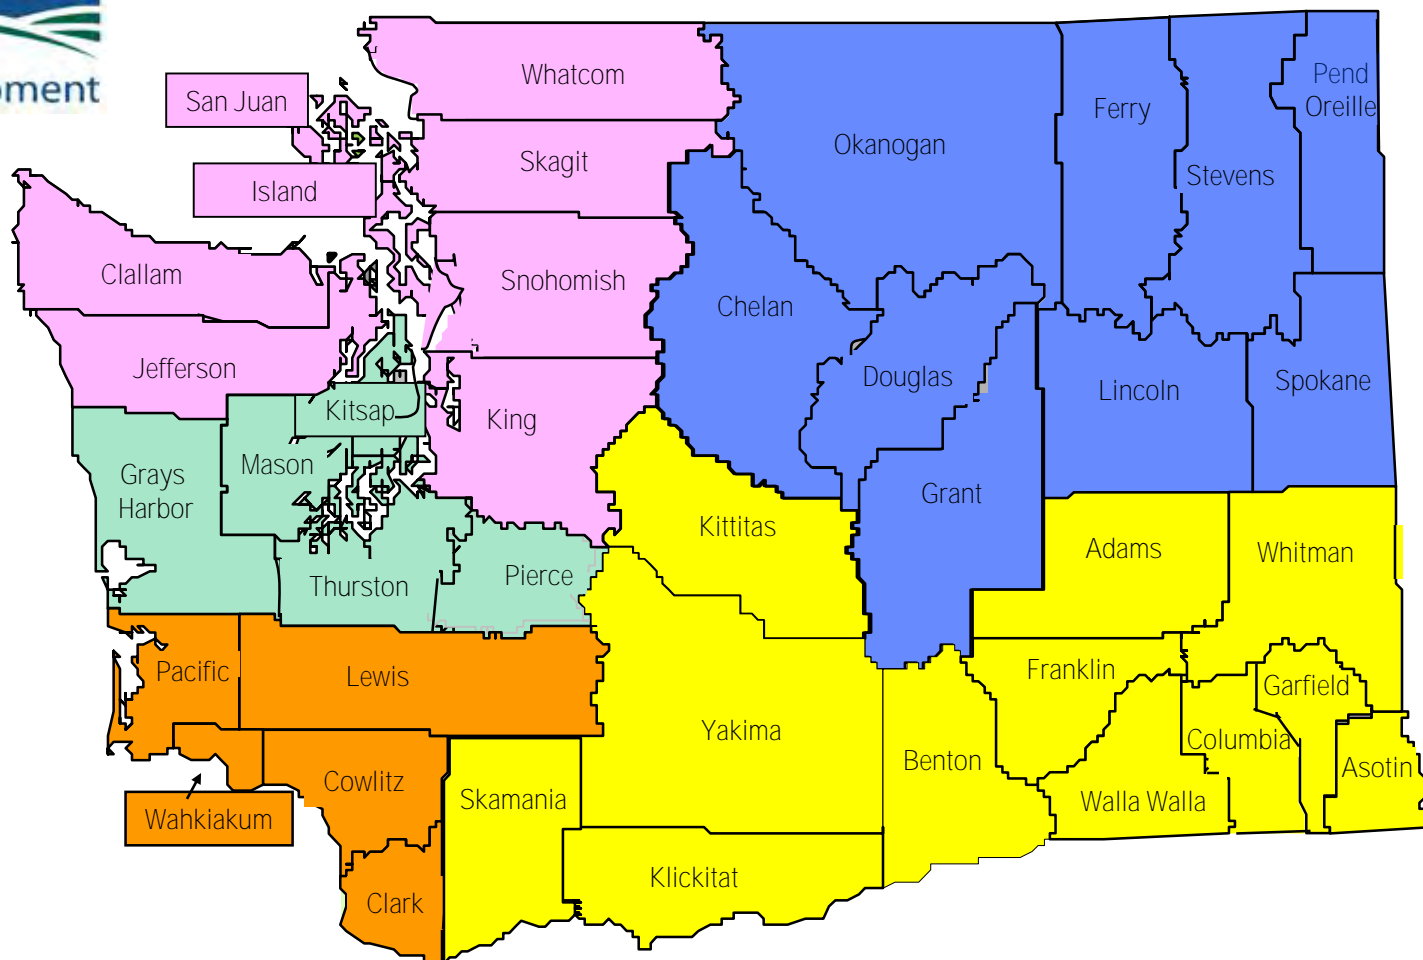 pment
Whatcom
San Juan
Pend
Oreille
Ferry
Okanogan
Skagit
Stevens
Island
Clallam
Snohomish
Chelan
Jefferson
Douglas
Lincoln
Spokane
Kitsap
King
Mason
Grays
Harbor
Grant
Kittitas
Adams
Whitman
Thurston
Pierce
Pacific
Lewis
Franklin
Garfield
Yakima
Columbia
Benton
Asotin
Cowlitz
Skamania
Walla Walla
Wahkiakum
Klickitat
Clark